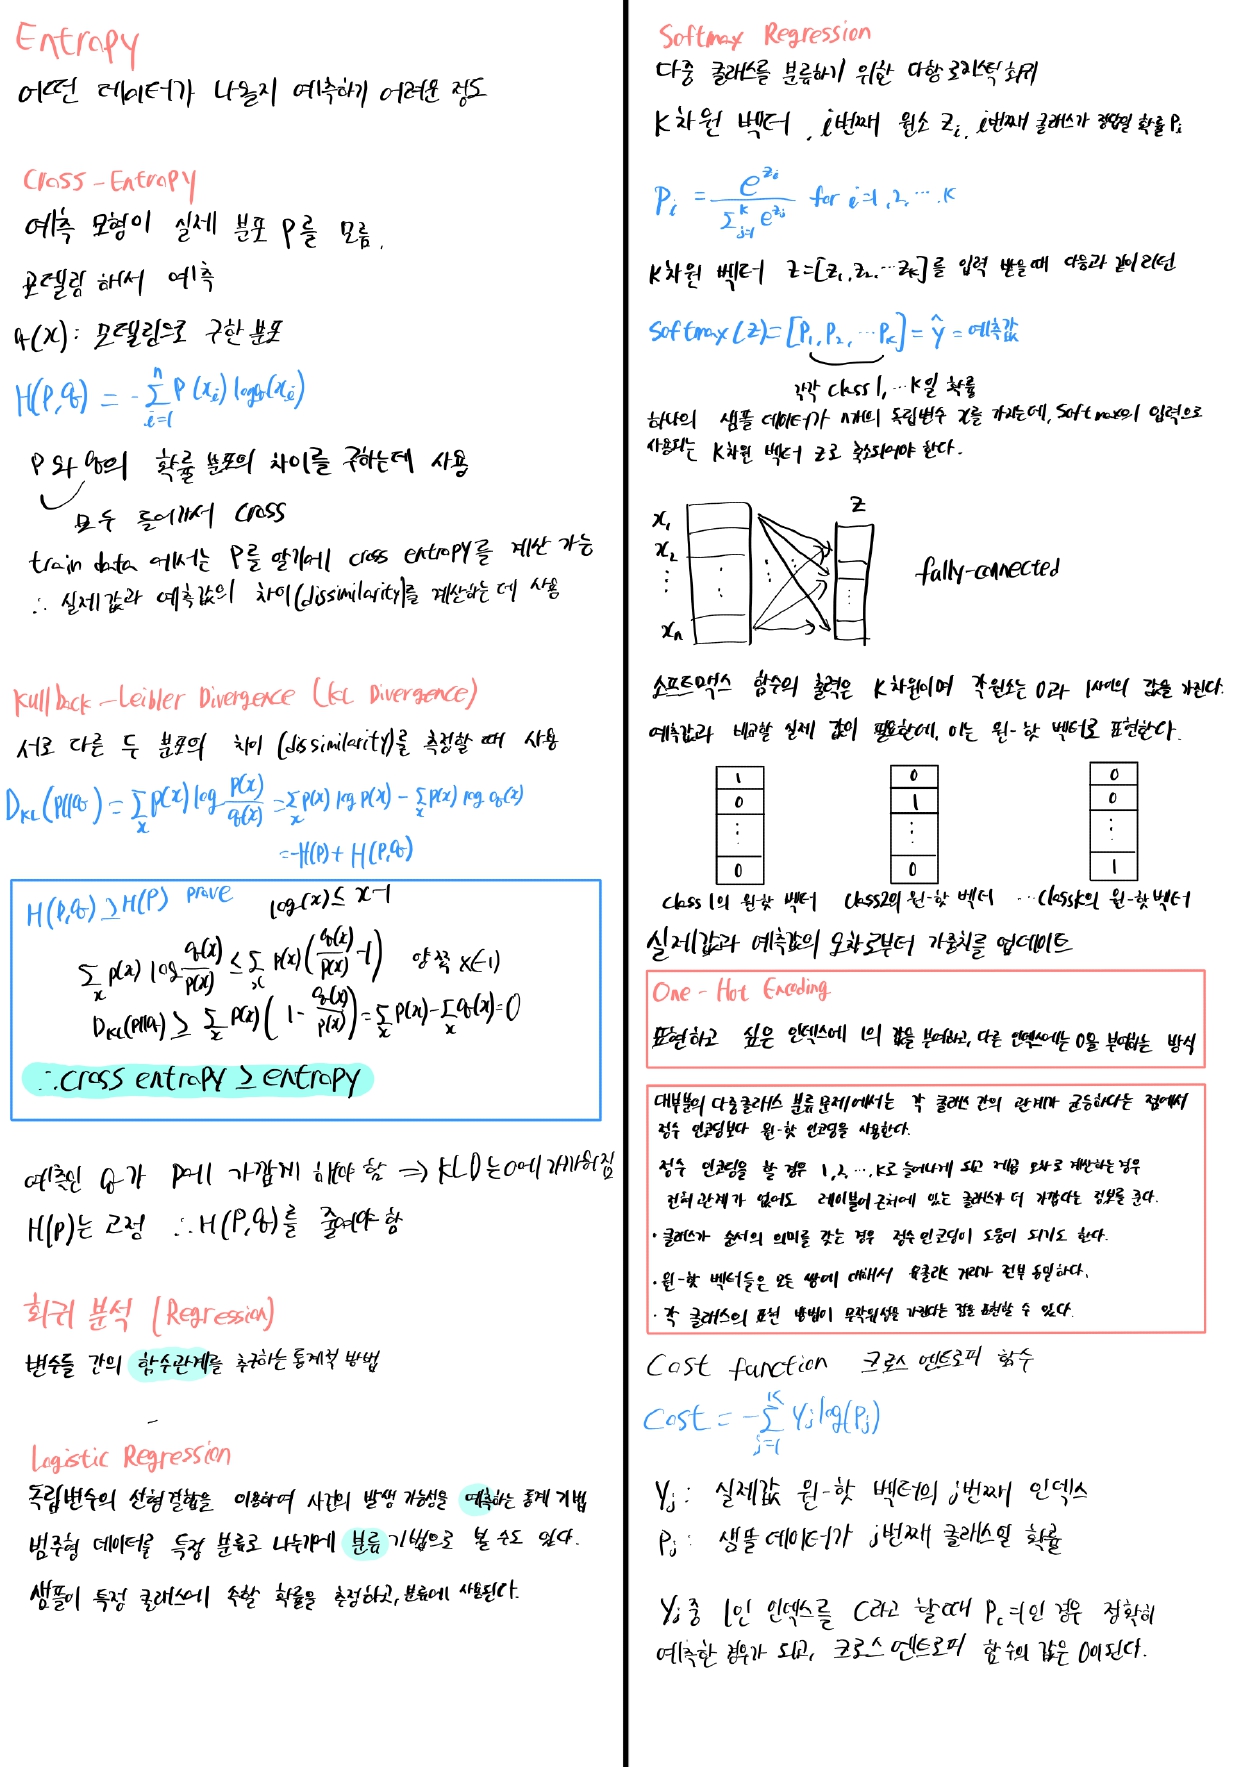 Entropy
어떤 데이터가 나올지 예측하기 어려운 정도
Cross-Entropy
예측 모형이 실제 분포 P를 모름,
모델링 해서 예측
q(x): 모델링으로 구한 분포
H(P,q) = -∑_{i=1}^{n} P(x_i) log q(x_i)
P와 q의 확률 분포의 차이를 구하는데 사용
모두 들어가서 cross
train data 에서는 P를 알기에 cross entropy를 계산 가능
∴ 실제값과 예측값의 차이(dissimilarity)를 계산하는 데 사용
Kullback-Leibler Divergence (KL Divergence)
서로 다른 두 분포의 차이 (dissimilarity)를 측정할 때 사용
D_KL(P||q) = ∑_x p(x) log p(x)/q(x) = ∑_x p(x) log p(x) - ∑_x p(x) log q(x)
= -H(P) + H(P,q)
H(P,q) ≥ H(P) prove log(x) ≤ x-1
∑_x p(x) log q(x)/p(x) ≤ ∑_x p(x)(q(x)/p(x) -1) 양쪽 x(-1)
D_KL(P||q) ≥ ∑_x p(x)(1 - q(x)/p(x)) = ∑_x p(x) - ∑_x q(x) = 0
∴ cross entropy ≥ entropy
예측인 Q가 P에 가깝게 해야 함 ⇒ KLD는 0에 가까워짐
H(p)는 고정 ∴ H(P,q)를 줄여야 함
회귀 분석 (Regression)
변수들 간의 함수관계를 추구하는 통계적 방법
Logistic Regression
독립변수의 선형결합을 이용하여 사건의 발생 가능성을 예측하는 통계 기법
범주형 데이터를 특정 분류로 나누기에 분류 기법으로 볼 수도 있다.
샘플이 특정 클래스에 속할 확률을 추정하고, 분류에 사용된다.
Softmax Regression
다중 클래스를 분류하기 위한 다항 로지스틱 회귀
K차원 벡터, i번째 원소 z_i, i번째 클래스가 정답일 확률 P_i
P_i = e^{z_i} / ∑_{j=1}^{K} e^{z_j} for i=1,2,…K
K차원 벡터 Z=[z_1,z_2,…z_K]를 입력 받을때 다음과 같이 리턴
Softmax(z)=[P_1,P_2,…P_K]=ŷ=예측값
각각 class 1, …K일 확률
하나의 샘플 데이터가 n개의 독립변수 x를 가지는데, Softmax의 입력으로
사용되는 K차원 벡터 z로 축소되어야 한다.
x_1
x_2
⋮
x_n
z
fully-connected
소프트맥스 함수의 출력은 K차원이며 각 원소는 0과 1사이의 값을 가진다.
예측값과 비교할 실제 값이 필요한데, 이는 원-핫 벡터로 표현한다.
1 0 0
0 1 0
⋮ ⋮ ⋮
0 0 1
class 1의 원-핫 벡터 class2의 원-핫 벡터 …class k의 원-핫 벡터
실제값과 예측값의 오차로부터 가중치를 업데이트
One-Hot Encoding
표현하고 싶은 인덱스에 1의 값을 부여하고, 다른 인덱스에는 0을 부여하는 방식
대부분의 다중클래스 분류 문제에서는 각 클래스 간의 관계가 균등하다는 점에서
정수 인코딩보다 원-핫 인코딩을 사용한다.
정수 인코딩을 할 경우 1,2,…,K로 늘어나게 되고 제곱 오차로 계산하는 경우
전혀 관계가 없어도 레이블이 근처에 있는 클래스가 더 가깝다는 정보를 준다.
· 클래스가 순서의 의미를 갖는 경우 정수 인코딩이 도움이 되기도 한다.
· 원-핫 벡터들은 모든 쌍에 대해서 유클리드 거리가 전부 동일하다.
· 각 클래스의 표현 방법이 무작위성을 가진다는 점을 표현할 수 있다.
Cost function 크로스 엔트로피 함수
Cost = -∑_{j=1}^{K} y_j log(P_j)
y_j : 실제값 원-핫 벡터의 j번째 인덱스
P_j : 샘플 데이터가 j번째 클래스일 확률
y_j 중 1인 인덱스를 C라고 할 때 P_c=1인 경우 정확히
예측한 경우가 되고, 크로스 엔트로피 함수의 값은 0이 된다.